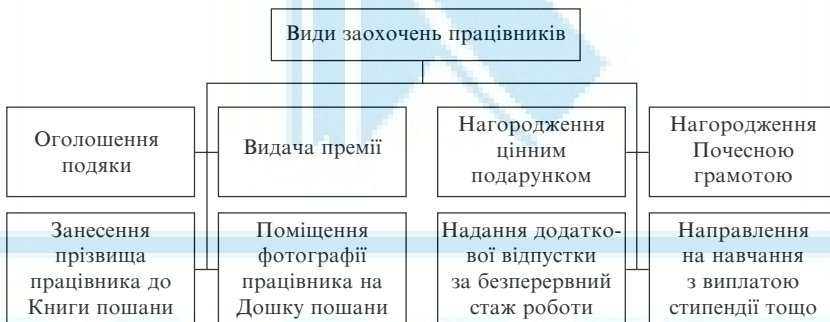 Види заохочень працівників
Оголошення
подяки
Видача премії
Нагородження
цінним
подарунком
Нагородження
Почесною
грамотою
Занесення
прізвища
працівника до
Книги пошани
Поміщення
фотографії
працівника на
Дошку пошани
Надання додатко-
вої відпустки
за безперервний
стаж роботи
Направлення
на навчання
з виплатою
стипендії тощо